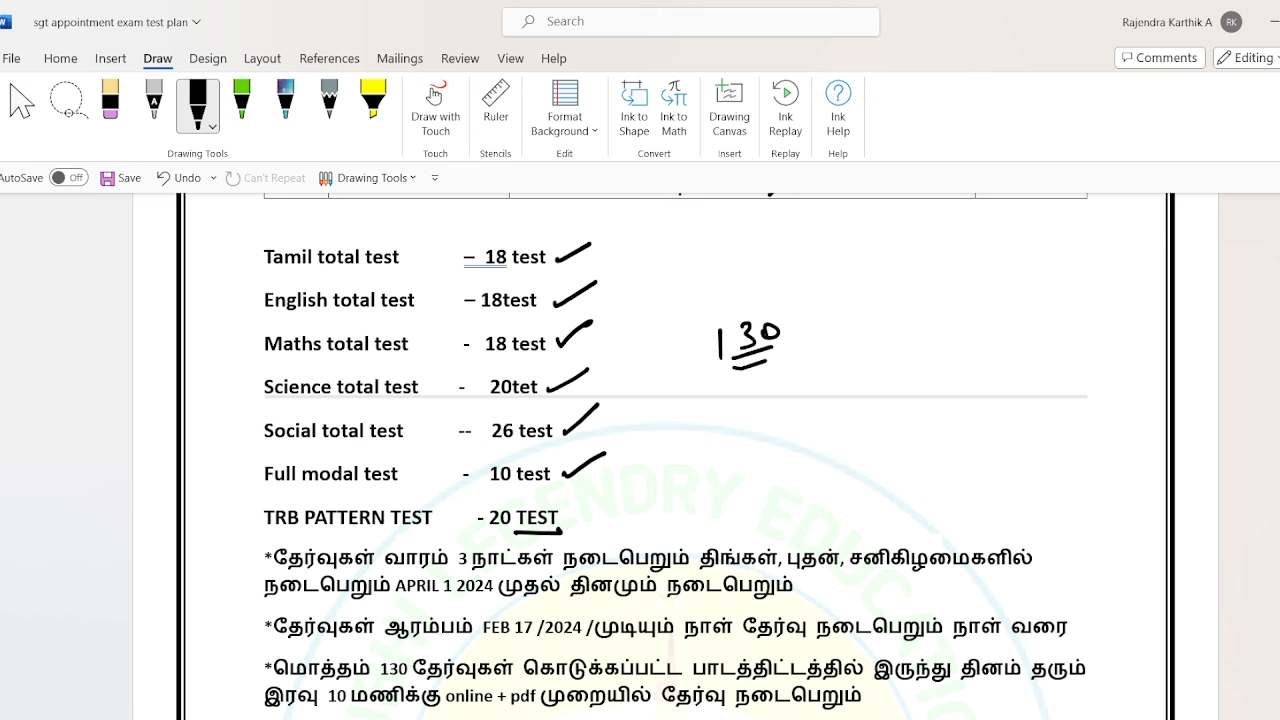 sgt appointment exam test plan
Search
Rajendra Karthik A RK
File Home Insert Draw Design Layout References Mailings Review View Help
Comments Editing
Draw with Touch
Ruler
Format Background
Ink to Shape
Ink to Math
Drawing Canvas
Ink Replay
Ink Help
Drawing Tools Touch Stencils Edit Convert Insert Replay Help
AutoSave Off Save Undo Can't Repeat Drawing Tools
Tamil total test – 18 test
English total test – 18test
Maths total test - 18 test
130
Science total test - 20tet
Social total test -- 26 test
Full modal test - 10 test
TRB PATTERN TEST - 20 TEST
*தேர்வுகள் வாரம் 3 நாட்கள் நடைபெறும் திங்கள், புதன், சனிகிழமைகளில்
நடைபெறும் APRIL 1 2024 முதல் தினமும் நடைபெறும்
*தேர்வுகள் ஆரம்பம் FEB 17 /2024 /முடியும் நாள் தேர்வு நடைபெறும் நாள் வரை
*மொத்தம் 130 தேர்வுகள் கொடுக்கப்பட்ட பாடத்திட்டத்தில் இருந்து தினம் தரும்
இரவு 10 மணிக்கு online + pdf முறையில் தேர்வு நடைபெறும்